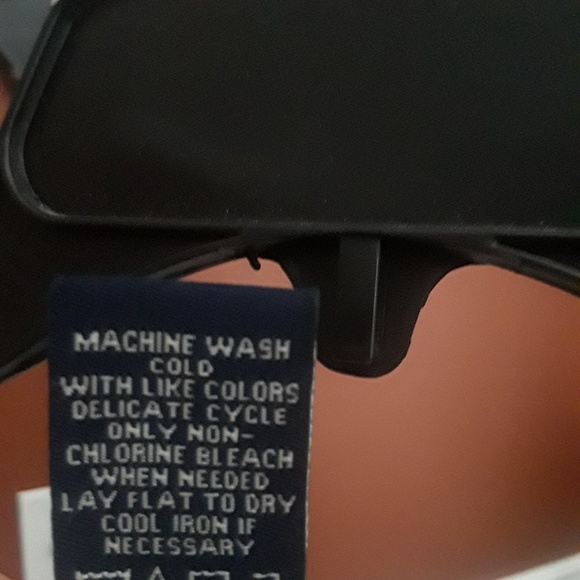 MACHINE WASH
COLD
WITH LIKE COLORS
DELICATE CYCLE
ONLY NON-
CHLORINE BLEACH
WHEN NEEDED
LAY FLAT TO DRY
COOL IRON IF
NECESSARY